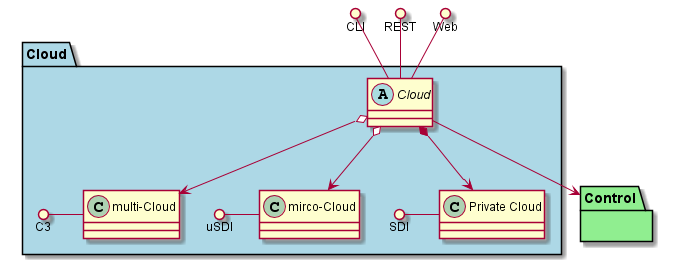 CLI
REST
Web
Cloud
A Cloud
Control
C multi-Cloud
C mirco-Cloud
C Private Cloud
C3
uSDI
SDI